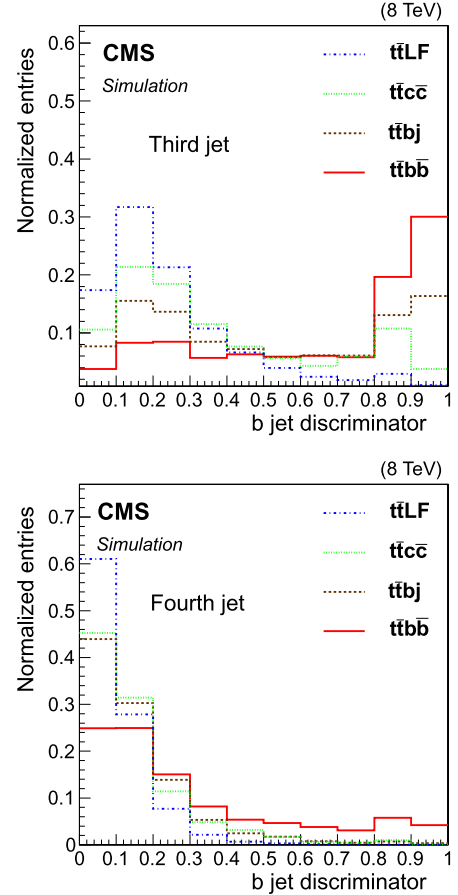 (8 TeV)
CMS
Simulation
Third jet
tt̄LF
tt̄cc̄
tt̄bj
tt̄bb̄
Normalized entries
0.6
0.5
0.4
0.3
0.2
0.1
0 0.1 0.2 0.3 0.4 0.5 0.6 0.7 0.8 0.9 1
b jet discriminator
(8 TeV)
CMS
Simulation
Fourth jet
tt̄LF
tt̄cc̄
tt̄bj
tt̄bb̄
Normalized entries
0.7
0.6
0.5
0.4
0.3
0.2
0.1
0
0 0.1 0.2 0.3 0.4 0.5 0.6 0.7 0.8 0.9 1
b jet discriminator